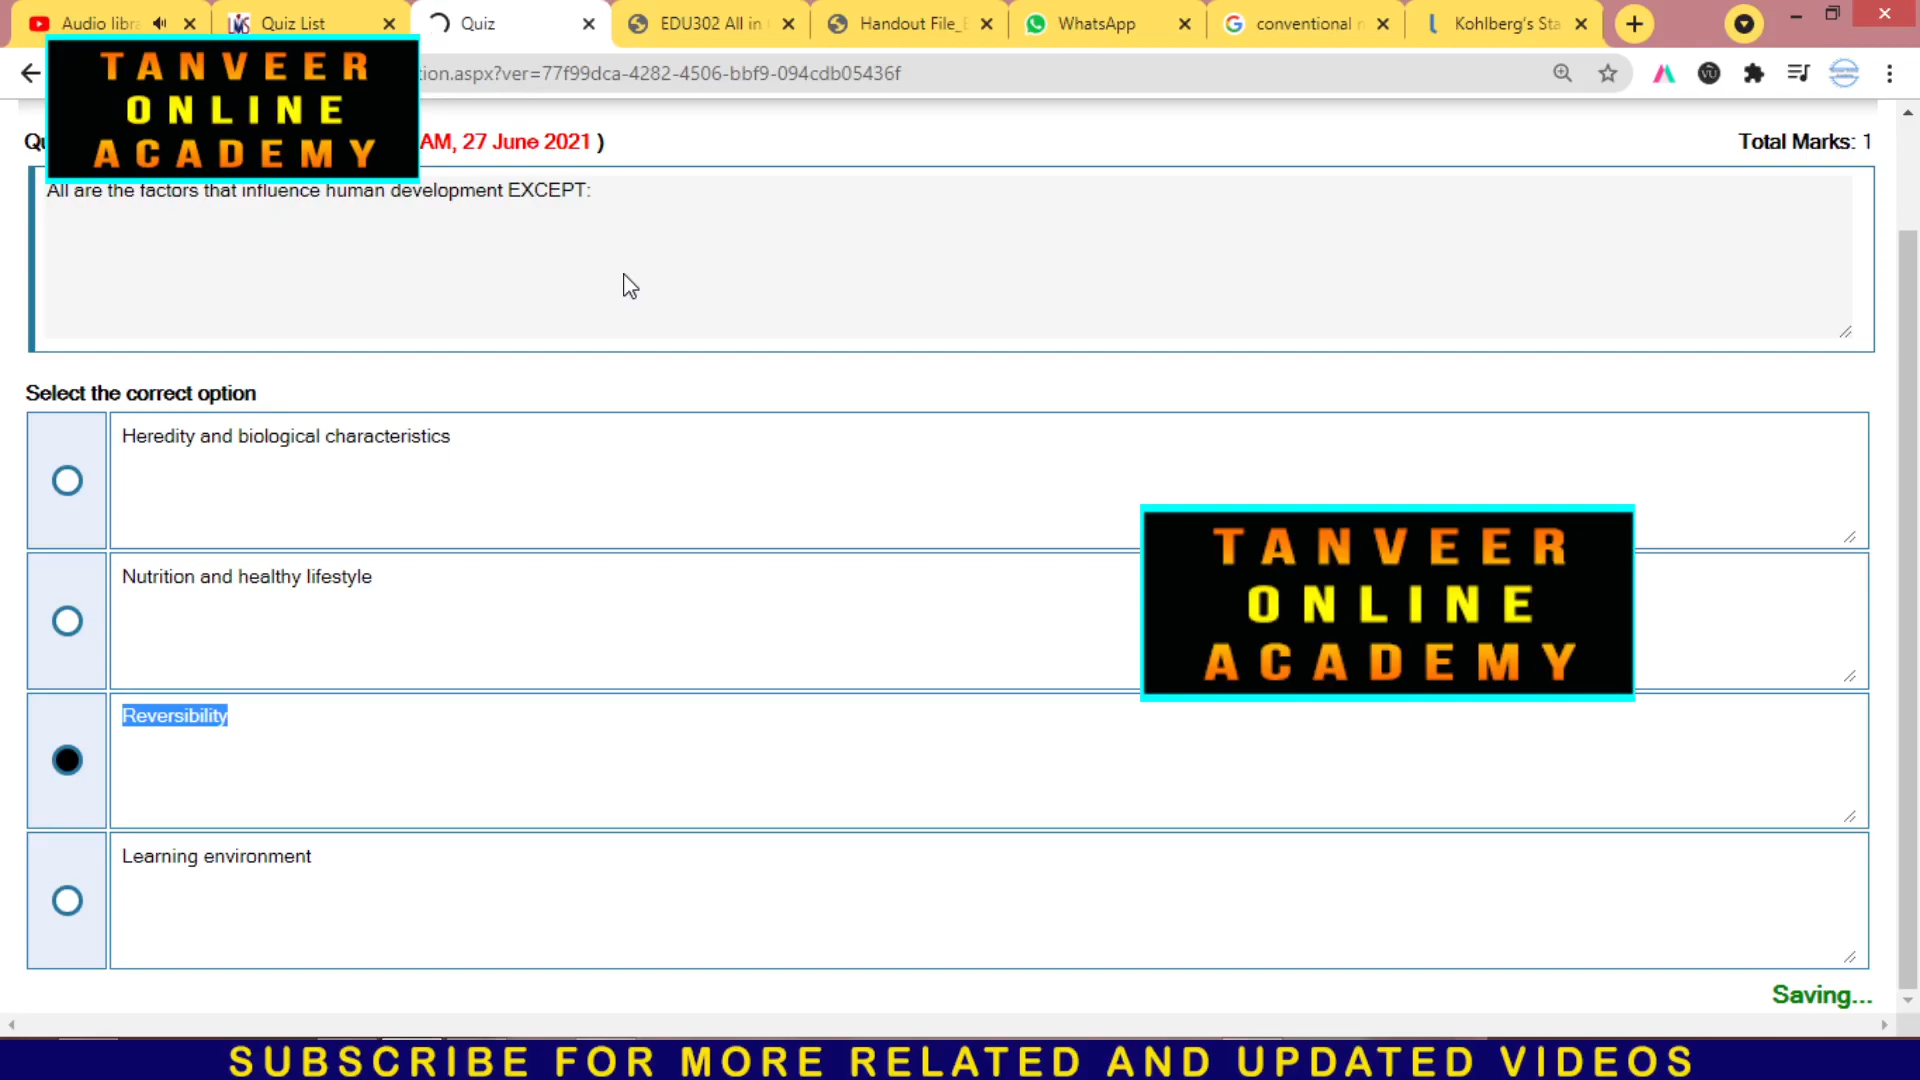 Audio libra
Quiz List
Quiz
EDU302 All in
Handout File_E
WhatsApp
conventional
Kohlberg's Sta
tion.aspx?ver=77f99dca-4282-4506-bbf9-094cdb05436f
TANVEER
ONLINE
ACADEMY
AM, 27 June 2021 )
Total Marks: 1
All are the factors that influence human development EXCEPT:
Select the correct option
Heredity and biological characteristics
Nutrition and healthy lifestyle
TANVEER
ONLINE
ACADEMY
Reversibility
Learning environment
Saving...
SUBSCRIBE FOR MORE RELATED AND UPDATED VIDEOS